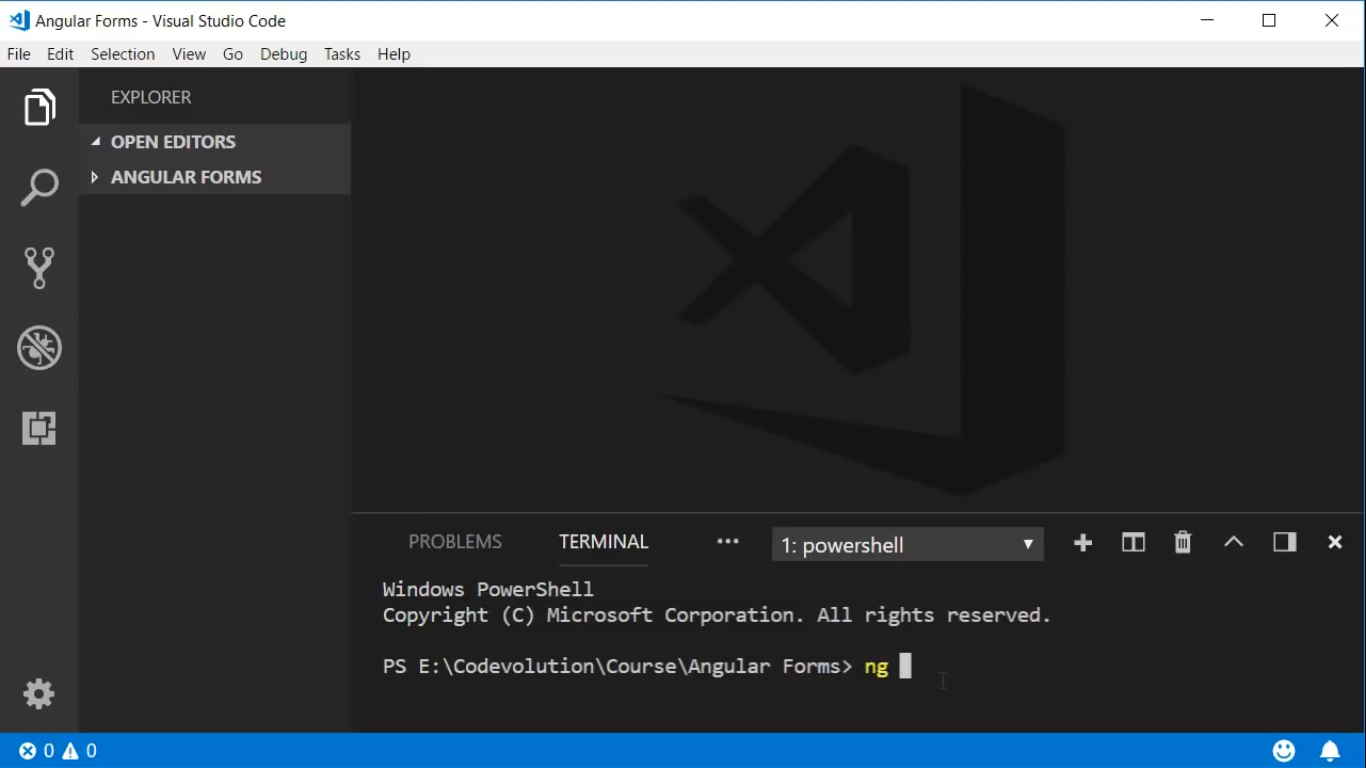 Angular Forms - Visual Studio Code
File Edit Selection View Go Debug Tasks Help
EXPLORER
OPEN EDITORS
ANGULAR FORMS
PROBLEMS TERMINAL ••• 1: powershell
Windows PowerShell
Copyright (C) Microsoft Corporation. All rights reserved.
PS E:\Codevolution\Course\Angular Forms> ng
0 0